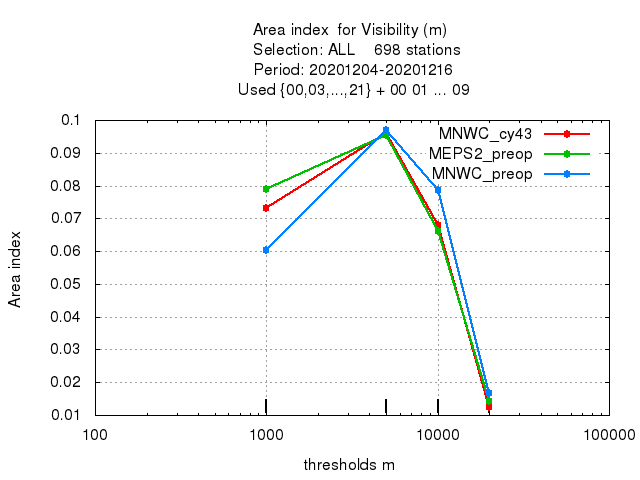 Area index  for Visibility (m)
Selection: ALL    698 stations
Period: 20201204-20201216
Used {00,03,...,21} + 00 01 ... 09
MNWC_cy43
MEPS2_preop
MNWC_preop
0.1
0.09
0.08
0.07
0.06
0.05
0.04
0.03
0.02
0.01
Area index
100
1000
10000
100000
thresholds m